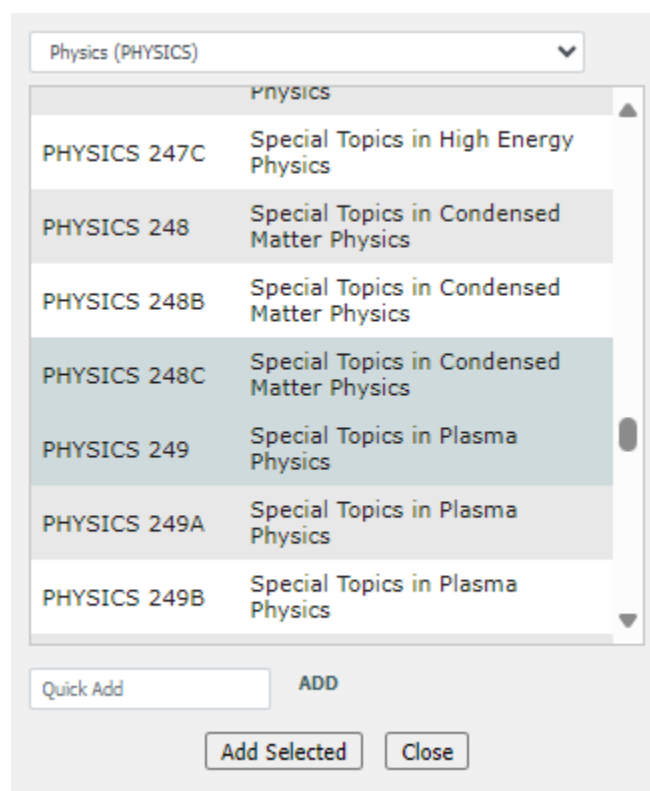 Physics (PHYSICS)
Physics
PHYSICS 247C Special Topics in High Energy
Physics
PHYSICS 248 Special Topics in Condensed
Matter Physics
PHYSICS 248B Special Topics in Condensed
Matter Physics
PHYSICS 248C Special Topics in Condensed
Matter Physics
PHYSICS 249 Special Topics in Plasma
Physics
PHYSICS 249A Special Topics in Plasma
Physics
PHYSICS 249B Special Topics in Plasma
Physics
Quick Add ADD
Add Selected Close